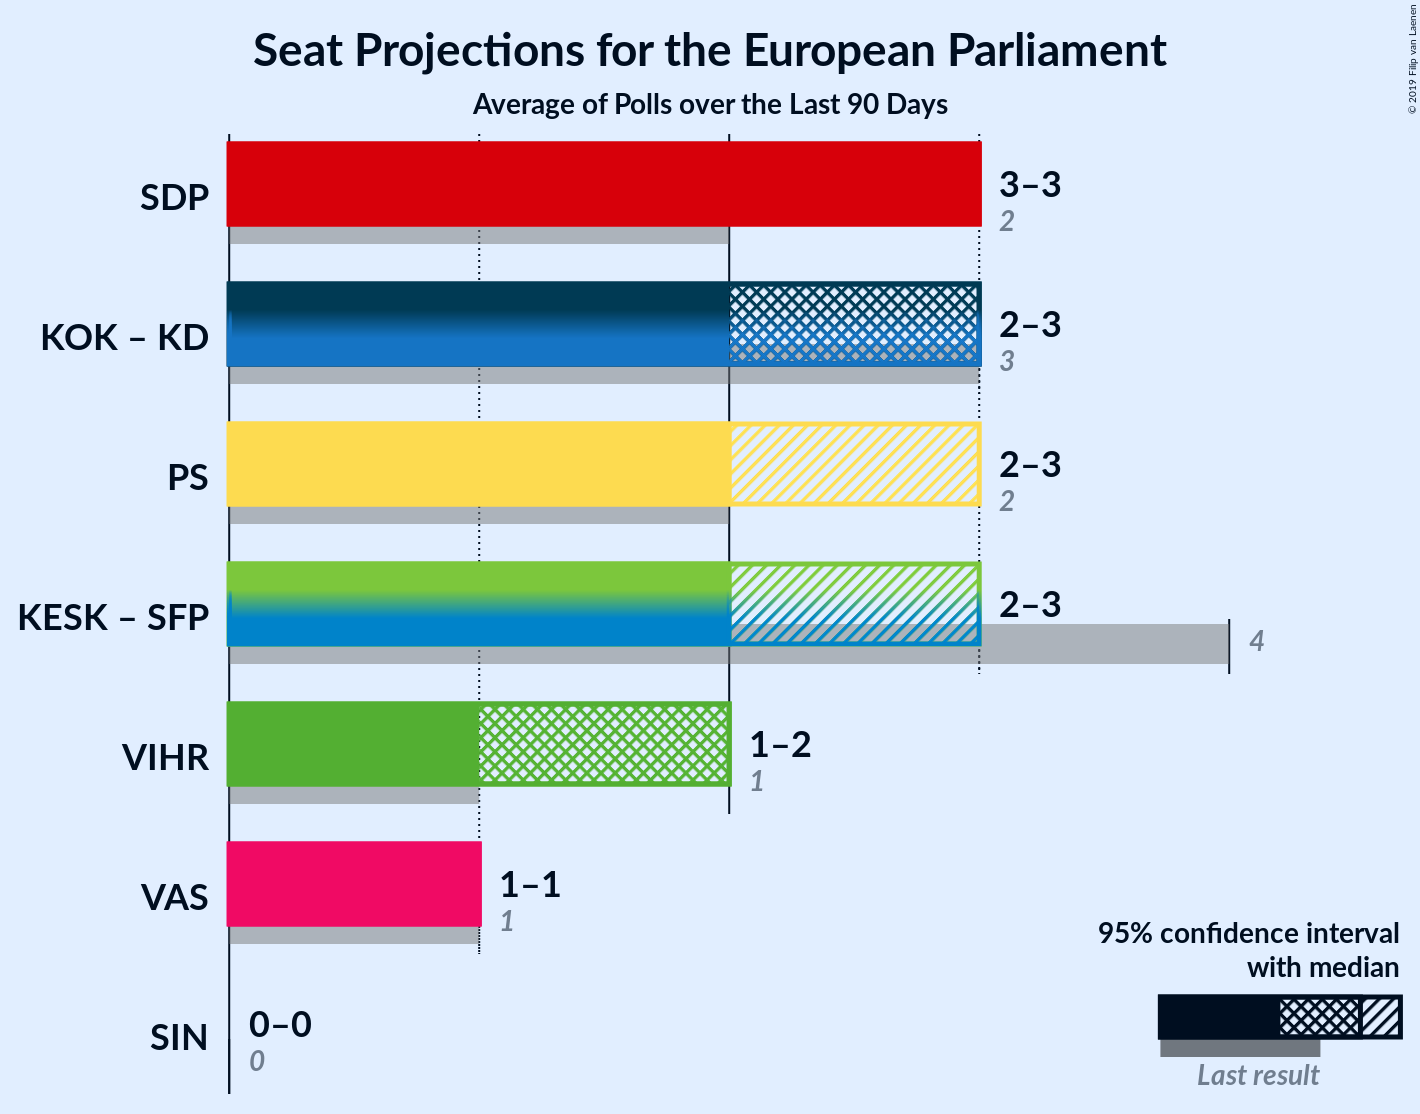 Seat Projections for the European Parliament
Average of Polls over the Last 90 Days
© 2019 Filip van Laenen
SDP
3–3
2
KOK – KD
2–3
3
PS
2–3
2
KESK – SFP
2–3
4
VIHR
1–2
1
VAS
1–1
1
SIN
0–0
0
95% confidence interval
with median
Last result